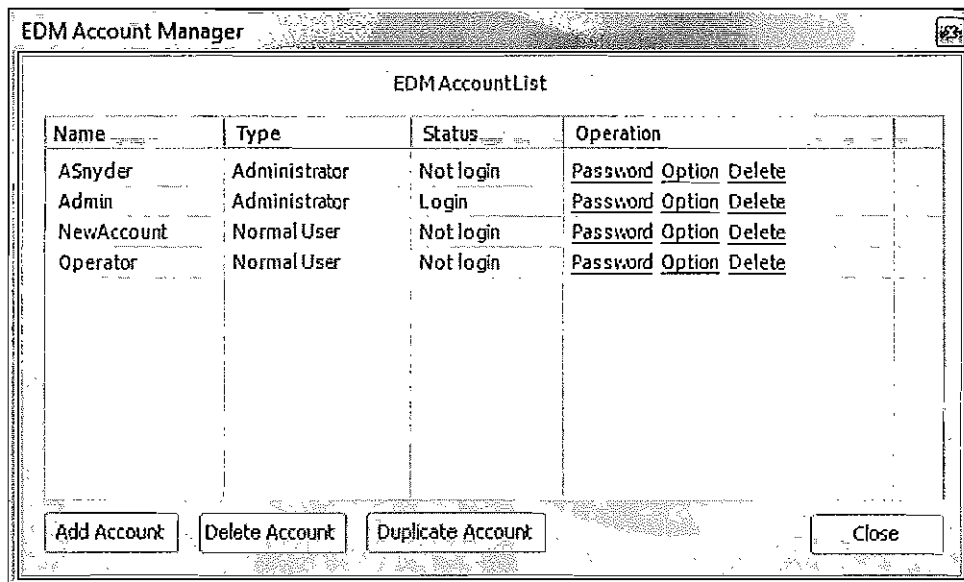 EDM Account Manager
EDM Account List
Name Type Status Operation
ASnyder Administrator Not login Password Option Delete
Admin Administrator Login Password Option Delete
NewAccount Normal User Not login Password Option Delete
Operator Normal User Not login Password Option Delete
Add Account Delete Account Duplicate Account Close